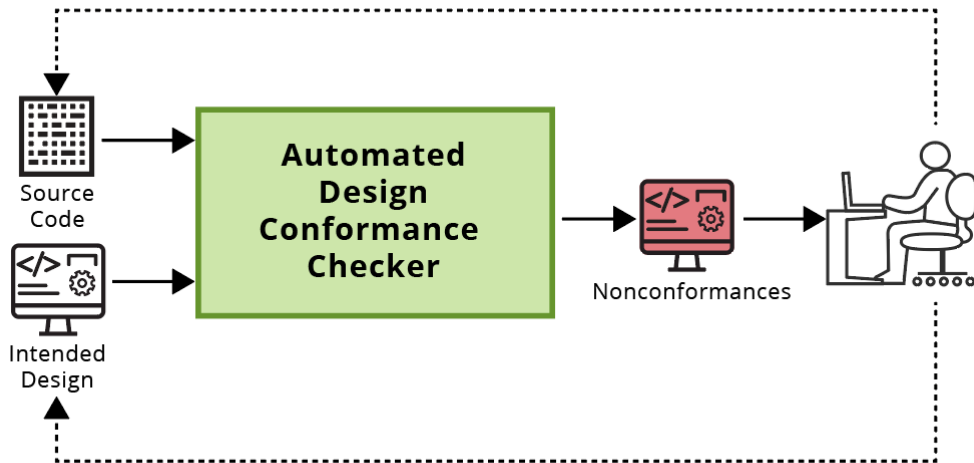 Source
Code
Intended
Design
Automated
Design
Conformance
Checker
</>
Nonconformances
</>